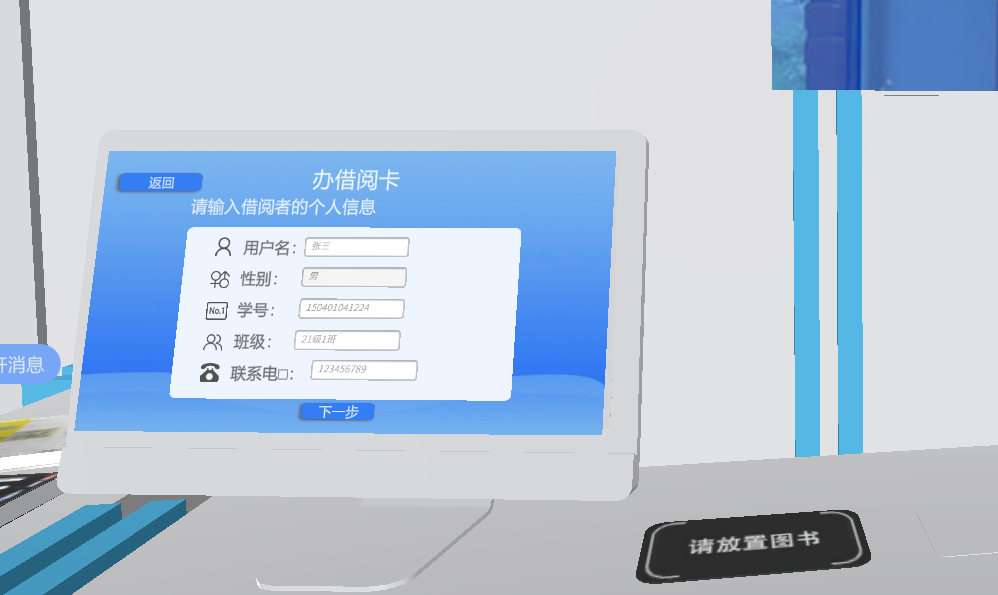 办借阅卡
返回
请输入借阅者的个人信息
用户名： 张三
性别： 男
No.1 学号： 150401041224
班级： 21级1班
联系电□： 123456789
下一步
开消息
请放置图书